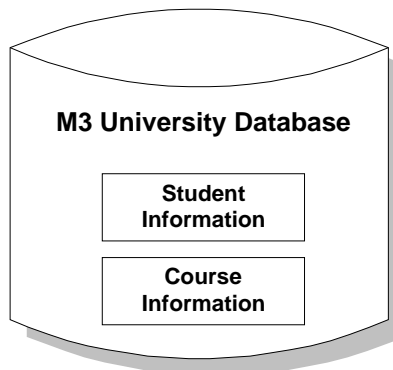 M3 University Database
Student
Information
Course
Information